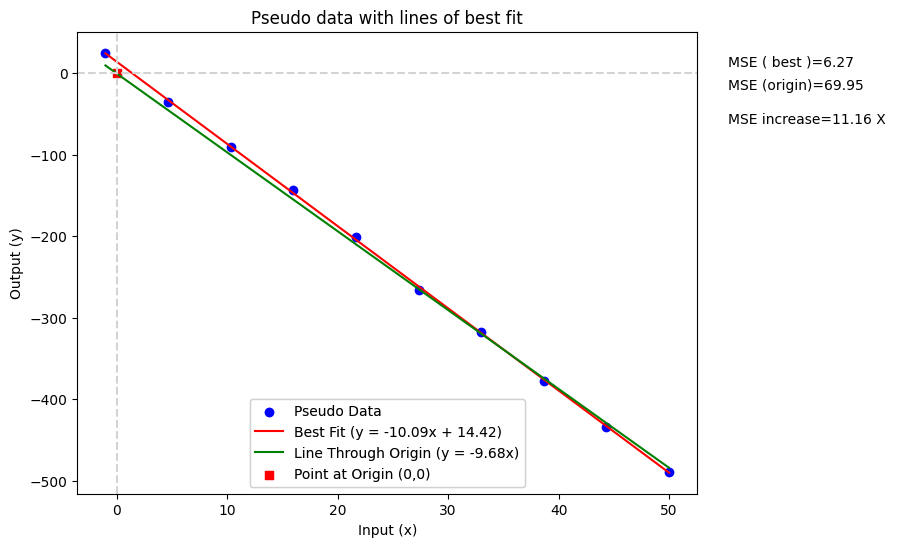 Pseudo data with lines of best fit
MSE ( best )=6.27
MSE (origin)=69.95
MSE increase=11.16 X
Output (y)
0
−100
−200
−300
−400
−500
Pseudo Data
Best Fit (y = -10.09x + 14.42)
Line Through Origin (y = -9.68x)
Point at Origin (0,0)
0 10 20 30 40 50
Input (x)